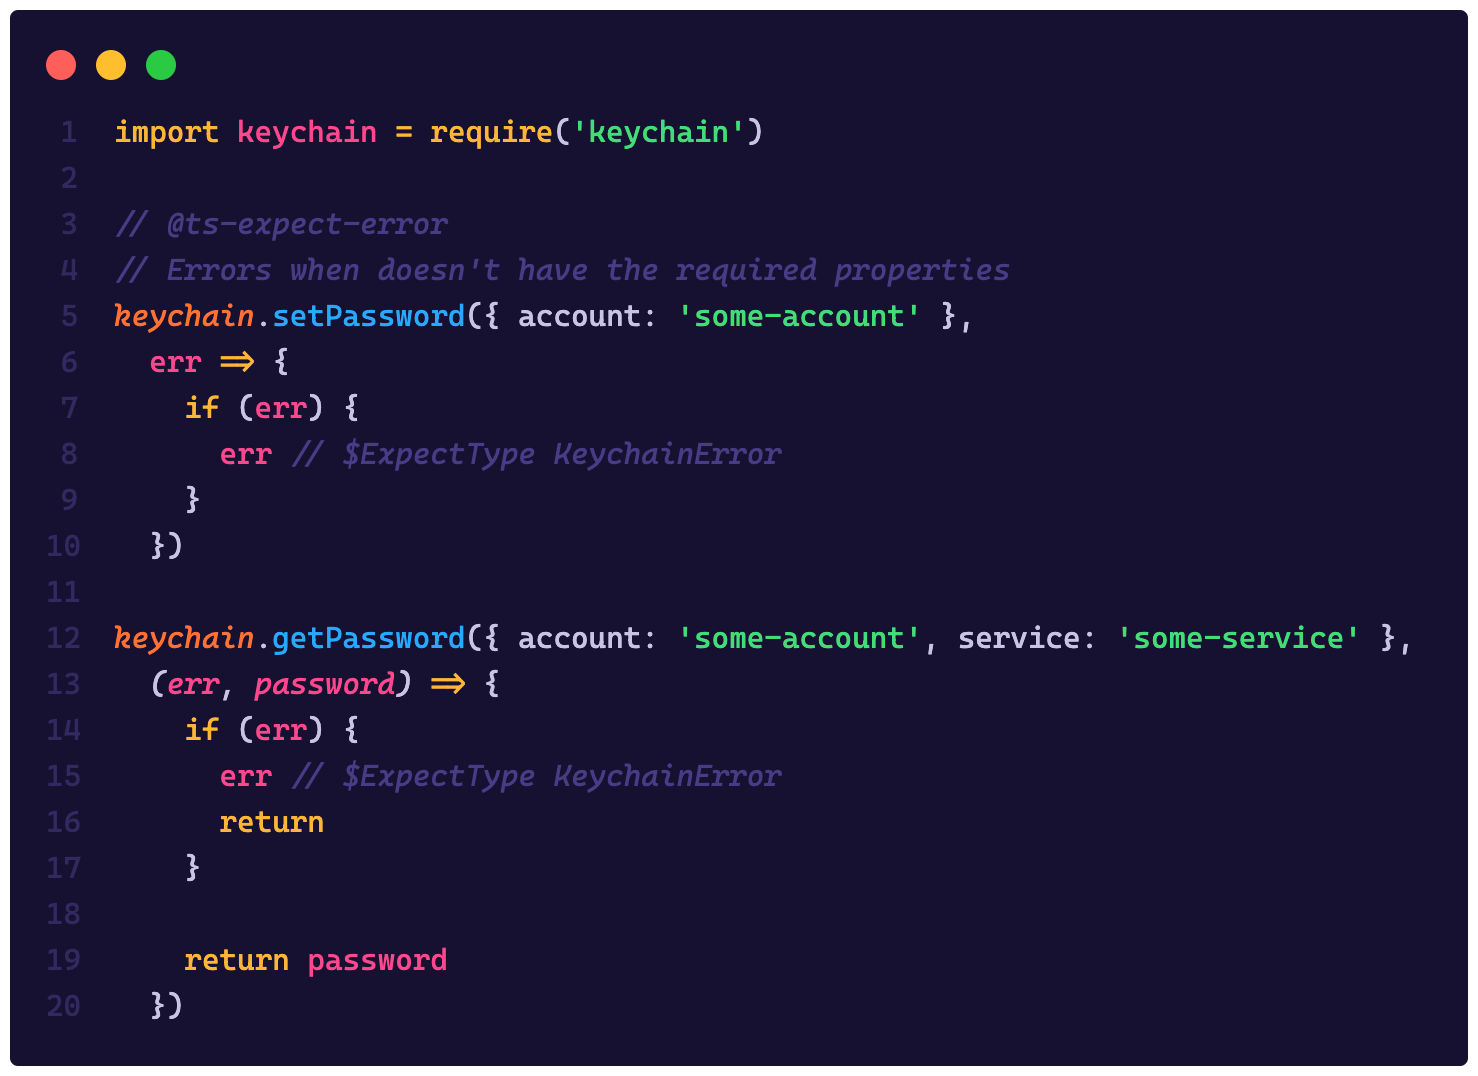 1 import keychain = require('keychain')
2
3 // @ts-expect-error
4 // Errors when doesn't have the required properties
5 keychain.setPassword({ account: 'some-account' },
6   err => {
7     if (err) {
8       err // $ExpectType KeychainError
9     }
10   })
11
12 keychain.getPassword({ account: 'some-account', service: 'some-service' },
13   (err, password) => {
14     if (err) {
15       err // $ExpectType KeychainError
16       return
17     }
18
19     return password
20   })